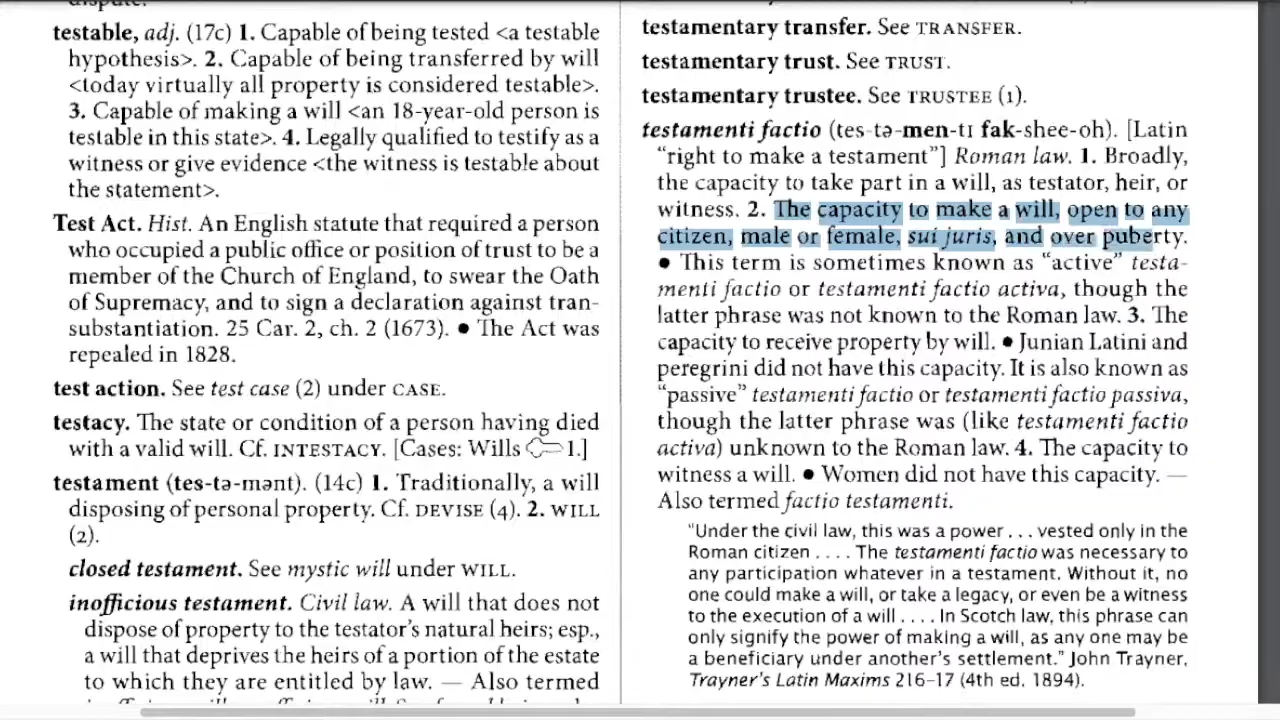 dispute.
testable, adj. (17c) 1. Capable of being tested <a testable
hypothesis>. 2. Capable of being transferred by will
<today virtually all property is considered testable>.
3. Capable of making a will <an 18-year-old person is
testable in this state>. 4. Legally qualified to testify as a
witness or give evidence <the witness is testable about
the statement>.
Test Act. Hist. An English statute that required a person
who occupied a public office or position of trust to be a
member of the Church of England, to swear the Oath
of Supremacy, and to sign a declaration against tran-
substantiation. 25 Car. 2, ch. 2 (1673). ● The Act was
repealed in 1828.
test action. See test case (2) under CASE.
testacy. The state or condition of a person having died
with a valid will. Cf. INTESTACY. [Cases: Wills 1.]
testament (tes-tə-mənt). (14c) 1. Traditionally, a will
disposing of personal property. Cf. DEVISE (4). 2. WILL
(2).
closed testament. See mystic will under WILL.
inofficious testament. Civil law. A will that does not
dispose of property to the testator's natural heirs; esp.,
a will that deprives the heirs of a portion of the estate
to which they are entitled by law. — Also termed
testamentary transfer. See TRANSFER.
testamentary trust. See TRUST.
testamentary trustee. See TRUSTEE (1).
testamenti factio (tes-tə-men-tI fak-shee-oh). [Latin
“right to make a testament”] Roman law. 1. Broadly,
the capacity to take part in a will, as testator, heir, or
witness. 2. The capacity to make a will, open to any
citizen, male or female, sui juris, and over puberty.
● This term is sometimes known as “active” testa-
menti factio or testamenti factio activa, though the
latter phrase was not known to the Roman law. 3. The
capacity to receive property by will. ● Junian Latini and
peregrini did not have this capacity. It is also known as
“passive” testamenti factio or testamenti factio passiva,
though the latter phrase was (like testamenti factio
activa) unknown to the Roman law. 4. The capacity to
witness a will. ● Women did not have this capacity. —
Also termed factio testamenti.
“Under the civil law, this was a power . . . vested only in the
Roman citizen . . . . The testamenti factio was necessary to
any participation whatever in a testament. Without it, no
one could make a will, or take a legacy, or even be a witness
to the execution of a will . . . . In Scotch law, this phrase can
only signify the power of making a will, as any one may be
a beneficiary under another's settlement.” John Trayner,
Trayner's Latin Maxims 216–17 (4th ed. 1894).